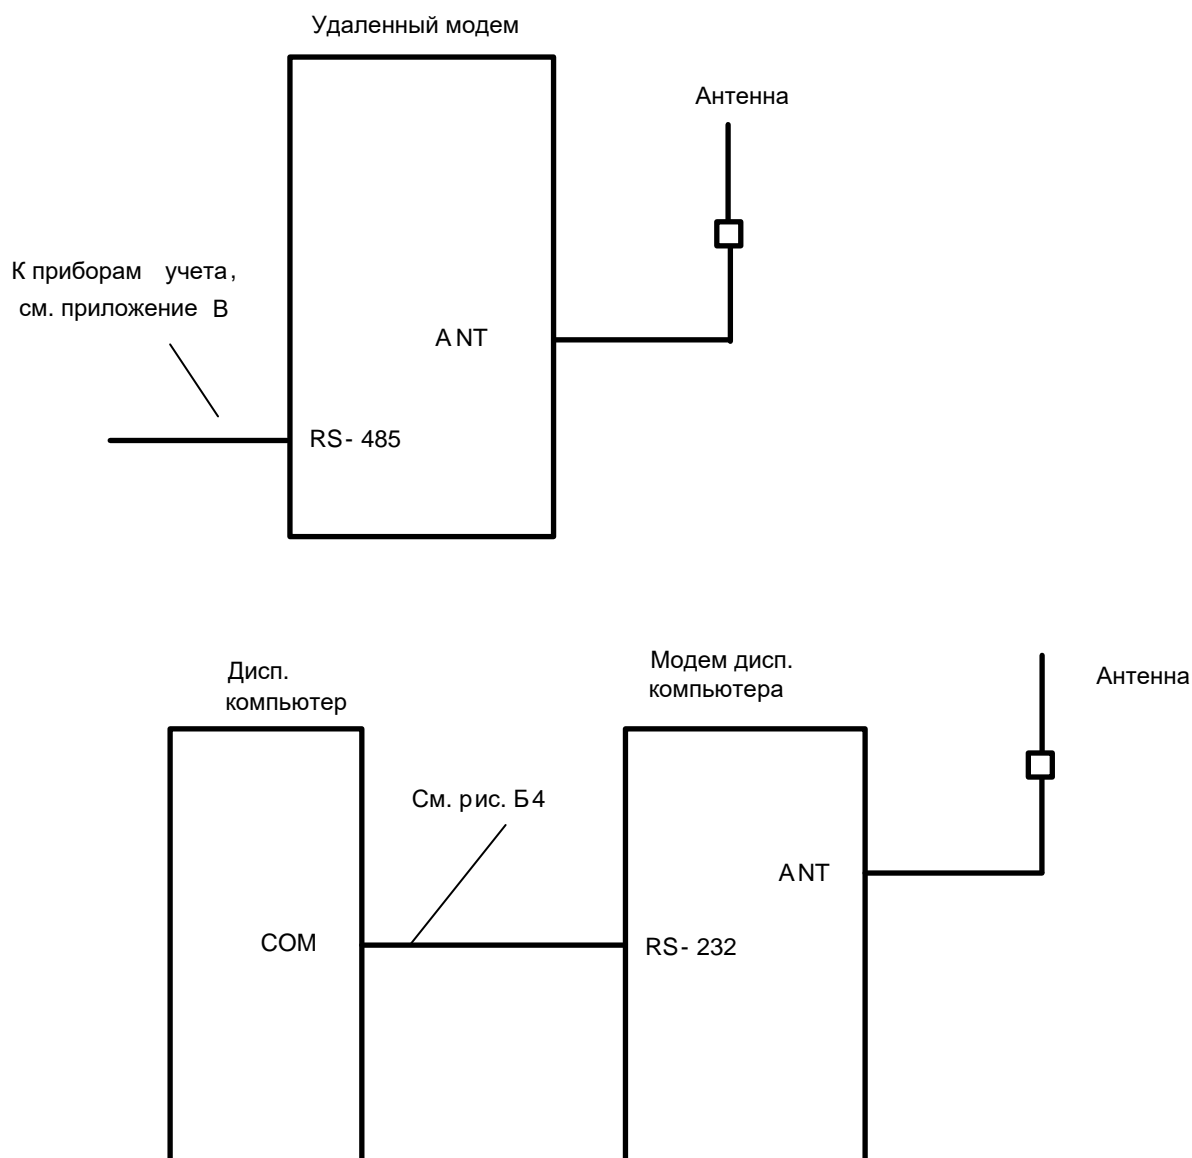 Удаленный модем
Антенна
К приборам учета,
см. приложение В
ANT
RS- 485
Дисп.
компьютер
Модем дисп.
компьютера
Антенна
См. рис. Б4
ANT
COM
RS- 232